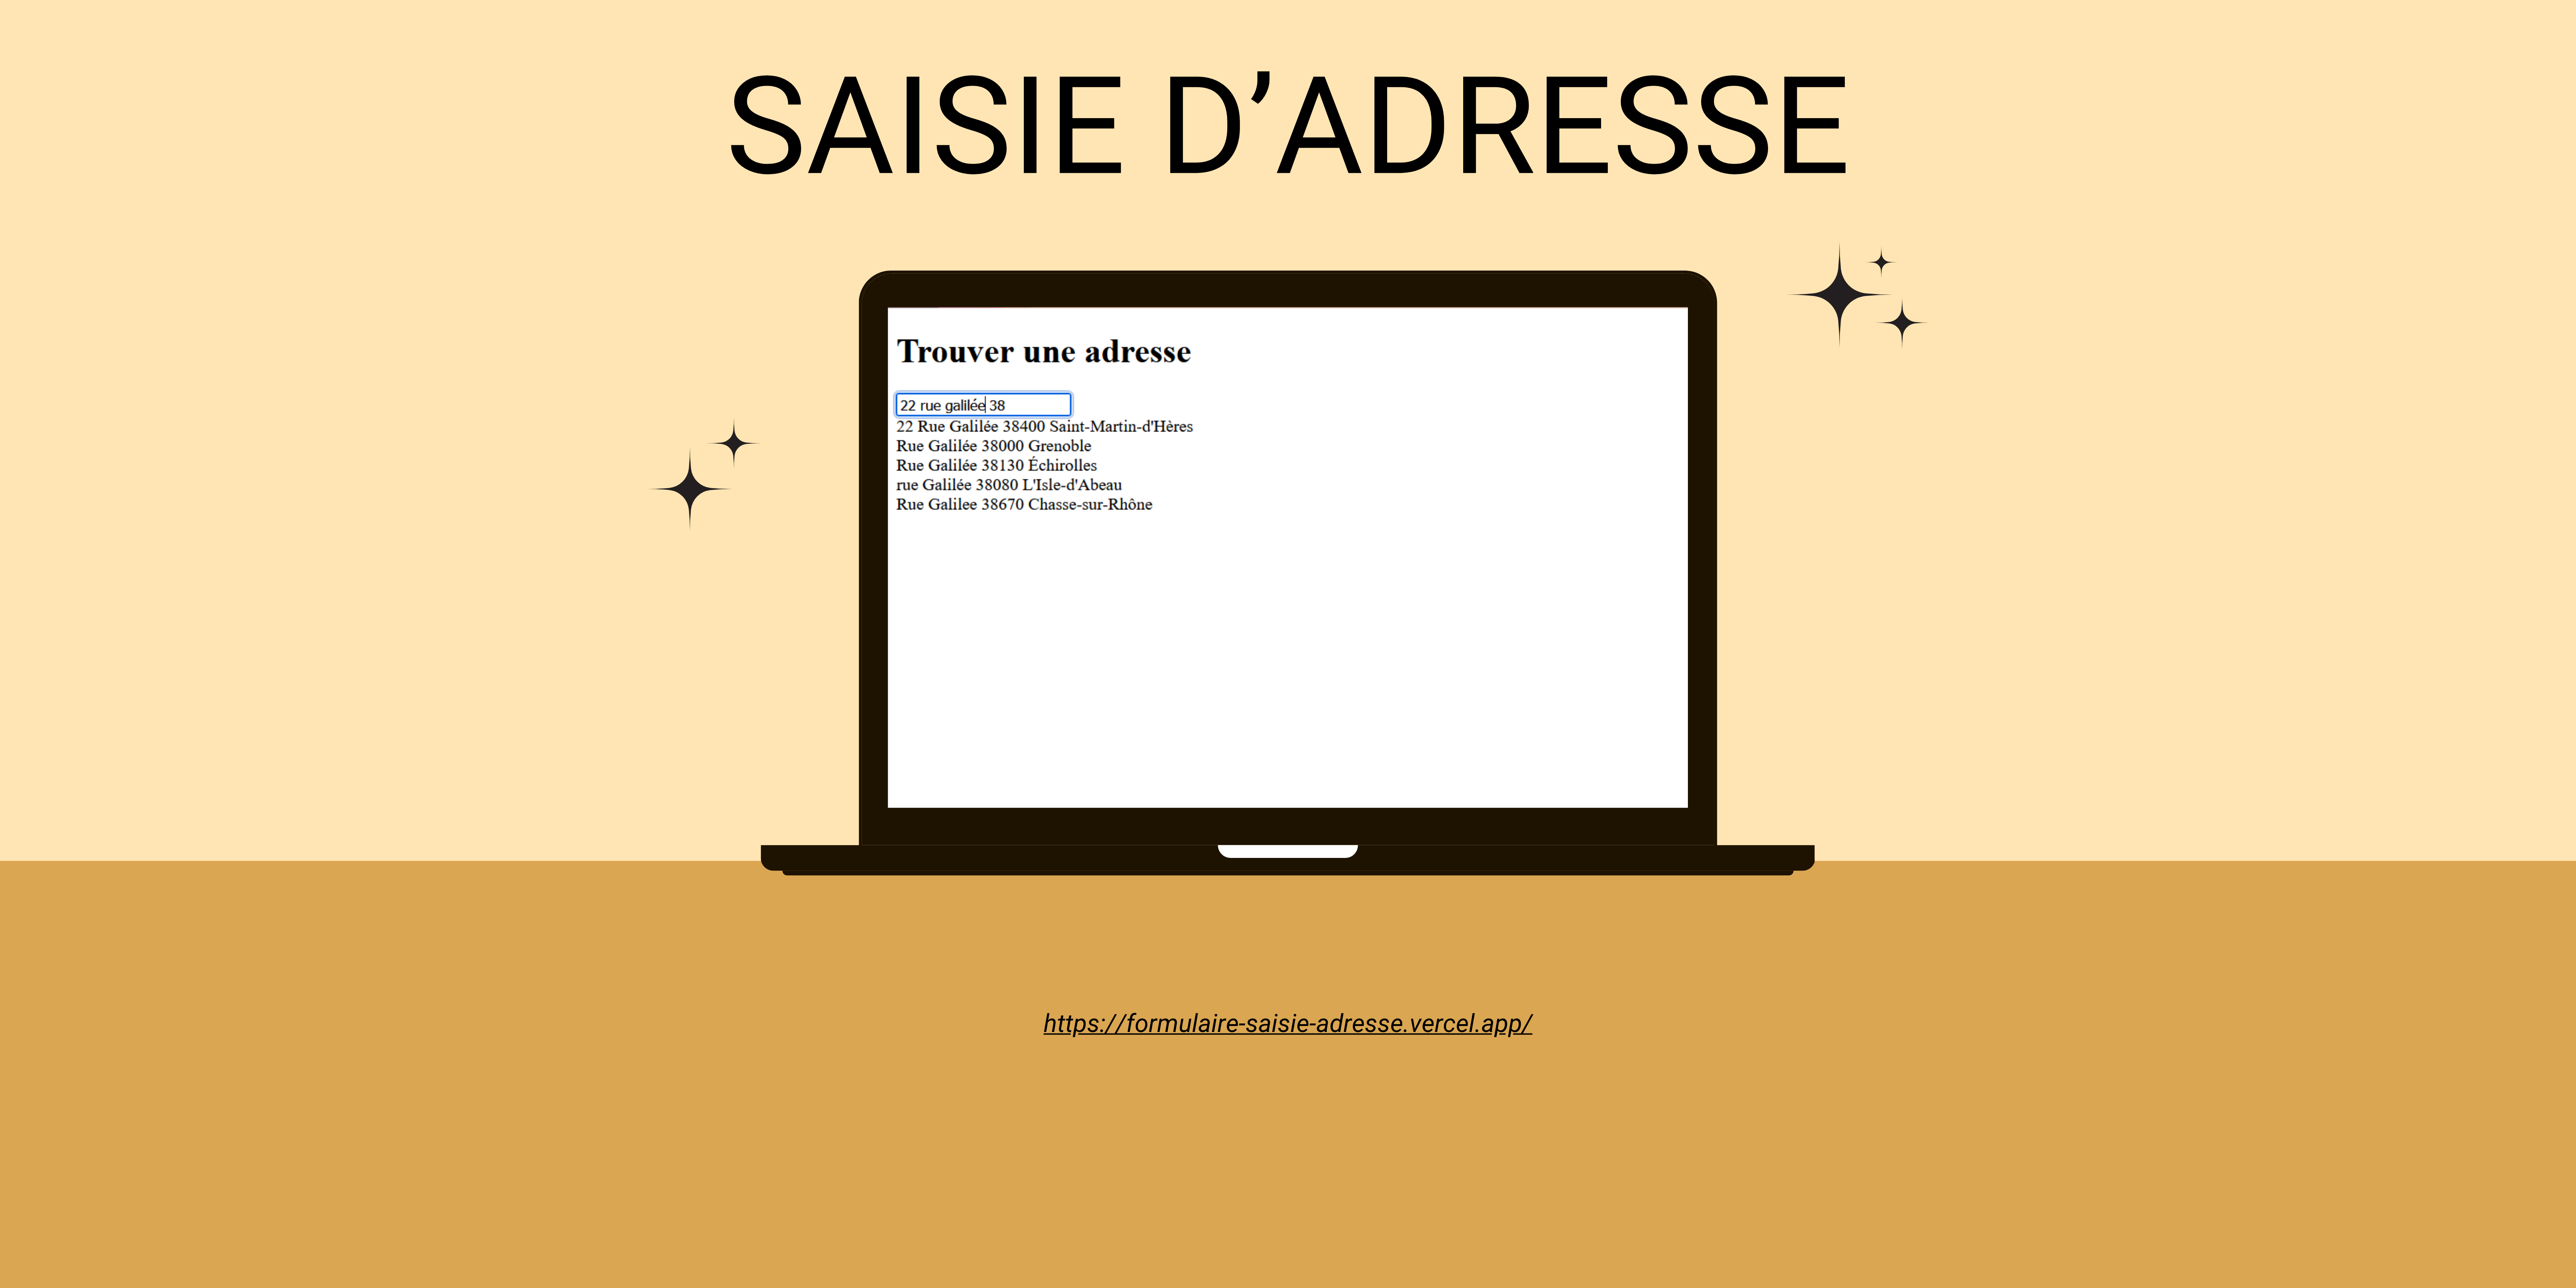 SAISIE D’ADRESSE
Trouver une adresse
22 rue galilée 38
22 Rue Galilée 38400 Saint-Martin-d'Hères
Rue Galilée 38000 Grenoble
Rue Galilée 38130 Échirolles
rue Galilée 38080 L'Isle-d'Abeau
Rue Galilee 38670 Chasse-sur-Rhône
https://formulaire-saisie-adresse.vercel.app/